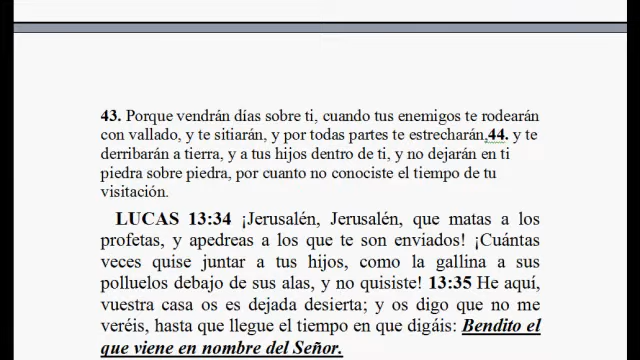 43. Porque vendrán días sobre ti, cuando tus enemigos te rodearán
con vallado, y te sitiarán, y por todas partes te estrecharán,44. y te
derribarán a tierra, y a tus hijos dentro de ti, y no dejarán en ti
piedra sobre piedra, por cuanto no conociste el tiempo de tu
visitación.
LUCAS 13:34 ¡Jerusalén, Jerusalén, que matas a los
profetas, y apedreas a los que te son enviados! ¡Cuántas
veces quise juntar a tus hijos, como la gallina a sus
polluelos debajo de sus alas, y no quisiste! 13:35 He aquí,
vuestra casa os es dejada desierta; y os digo que no me
veréis, hasta que llegue el tiempo en que digáis: Bendito el
que viene en nombre del Señor.